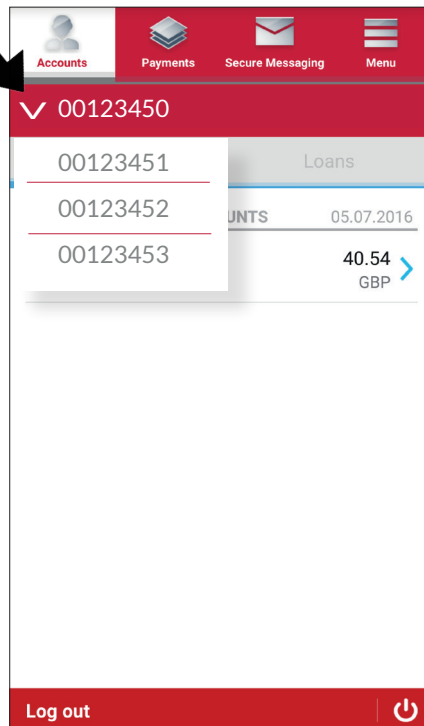 Accounts Payments Secure Messaging Menu
00123450
00123451 Loans
00123452 UNTS 05.07.2016
00123453 40.54
GBP
Log out